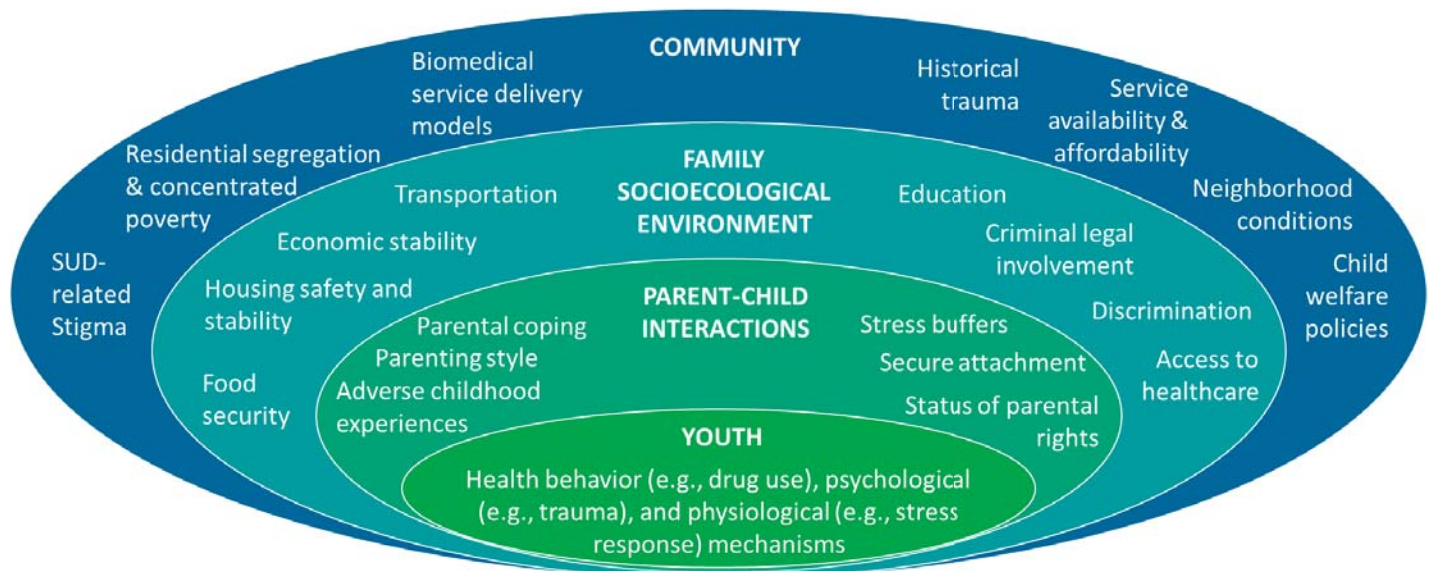 COMMUNITY
Biomedical
service delivery
models
Historical
trauma
Service
availability &
affordability
Residential segregation
& concentrated
poverty
Neighborhood
conditions
SUD-
related
Stigma
Child
welfare
policies
FAMILY
SOCIOECOLOGICAL
ENVIRONMENT
Transportation
Education
Economic stability
Criminal legal
involvement
Housing safety and
stability
Discrimination
Food
security
Access to
healthcare
PARENT-CHILD
INTERACTIONS
Parental coping
Stress buffers
Parenting style
Secure attachment
Adverse childhood
experiences
Status of parental
rights
YOUTH
Health behavior (e.g., drug use), psychological
(e.g., trauma), and physiological (e.g., stress
response) mechanisms